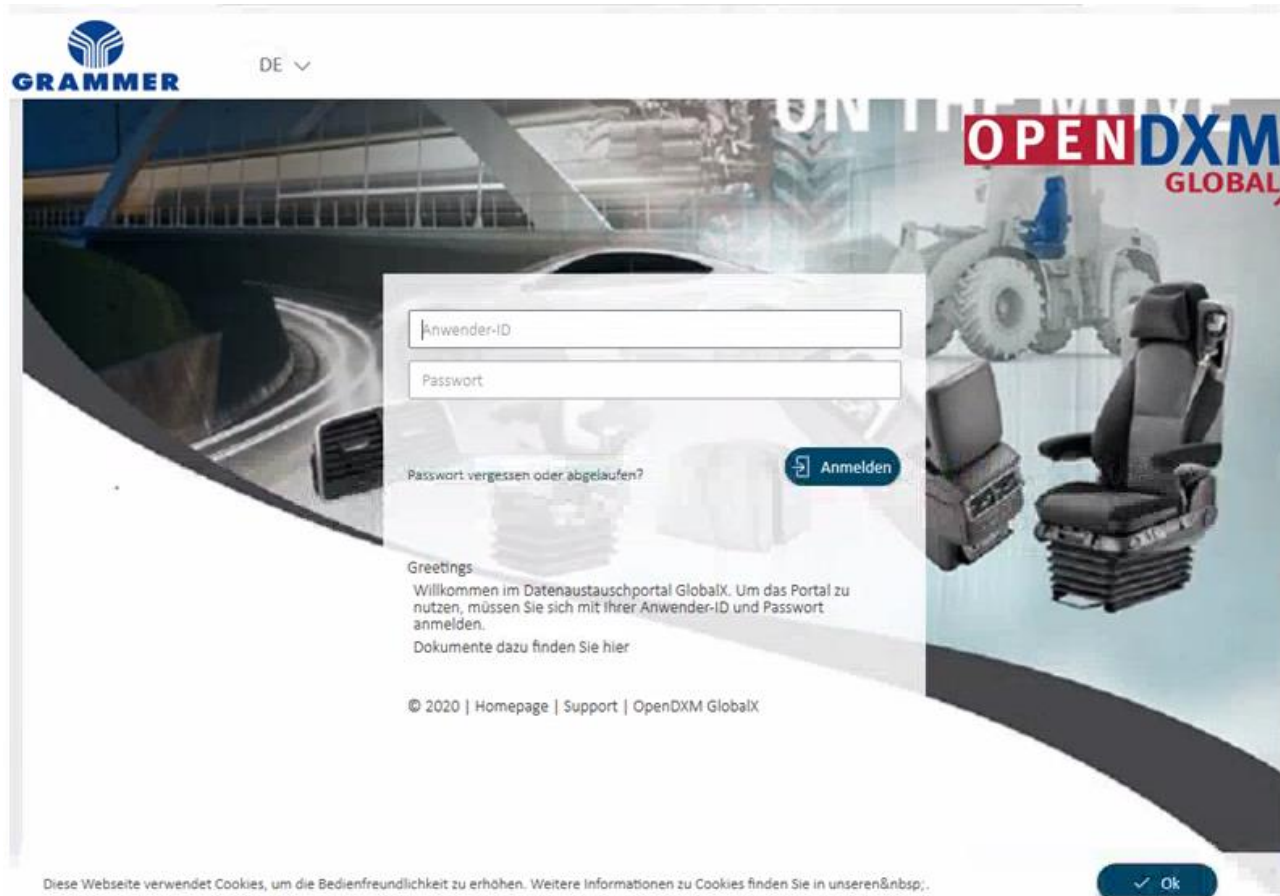 GRAMMER
DE
ON THE MOVE
OPENDXM
GLOBAL
Anwender-ID
Passwort
Passwort vergessen oder abgelaufen?
Anmelden
Greetings
Willkommen im Datenaustauschportal GlobalX. Um das Portal zu
nutzen, müssen Sie sich mit Ihrer Anwender-ID und Passwort
anmelden.
Dokumente dazu finden Sie hier
© 2020 | Homepage | Support | OpenDXM GlobalX
Diese Webseite verwendet Cookies, um die Bedienfreundlichkeit zu erhöhen. Weitere Informationen zu Cookies finden Sie in unseren&nbsp;.
Ok